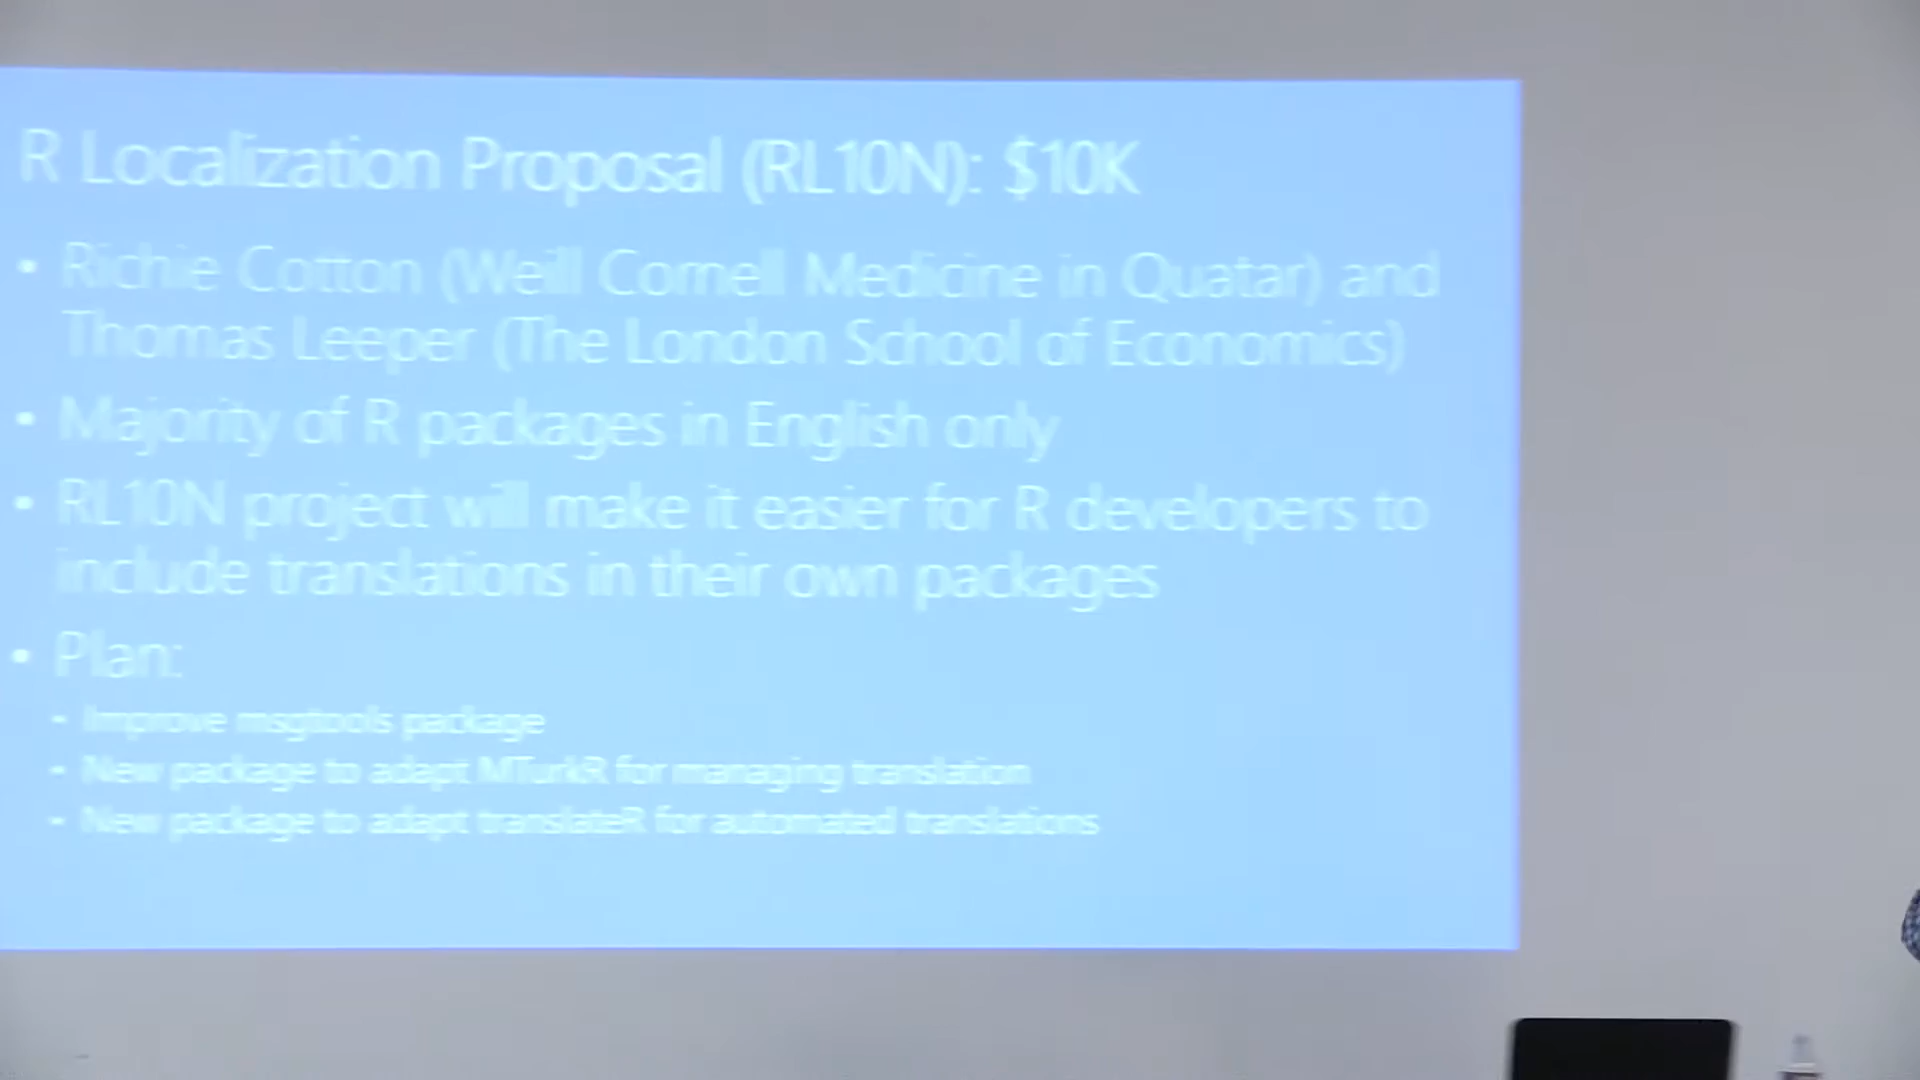 R Localization Proposal (RL10N): $10K
• Richie Cotton (Weill Cornell Medicine in Quatar) and
Thomas Leeper (The London School of Economics)
• Majority of R packages in English only
• RL10N project will make it easier for R developers to
include translations in their own packages
• Plan:
• Improve msgtools package
• New package to adapt MTurkR for managing translation
• New package to adapt translateR for automated translations